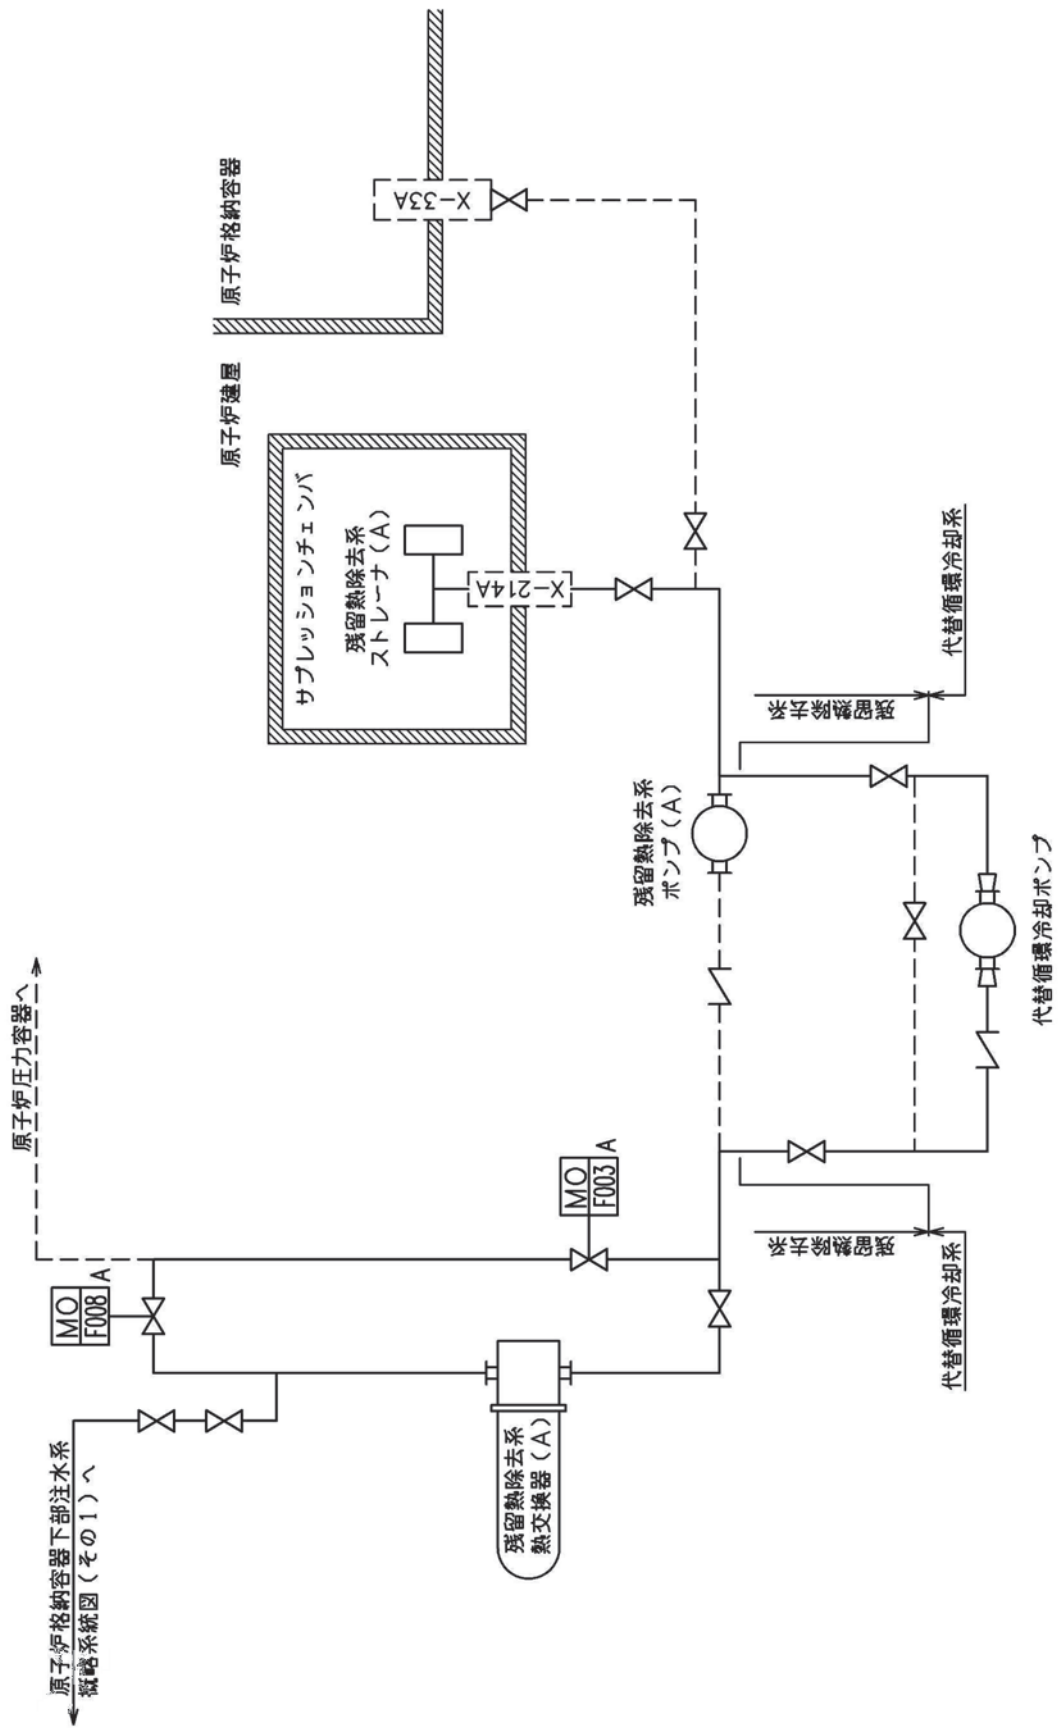 原子炉格納容器下部注水系
概略系統図(その1)へ
原子炉圧力容器へ
MO
F008
A
残留熱除去系
熱交換器(A)
MO
F003
A
サプレッションチェンバ
残留熱除去系
ストレーナ(A)
X-214A
原子炉建屋
原子炉格納容器
X-33A
残留熱除去系
ポンプ(A)
残留熱除去系
代替循環冷却系
残留熱除去系
代替循環冷却系
代替循環冷却ポンプ